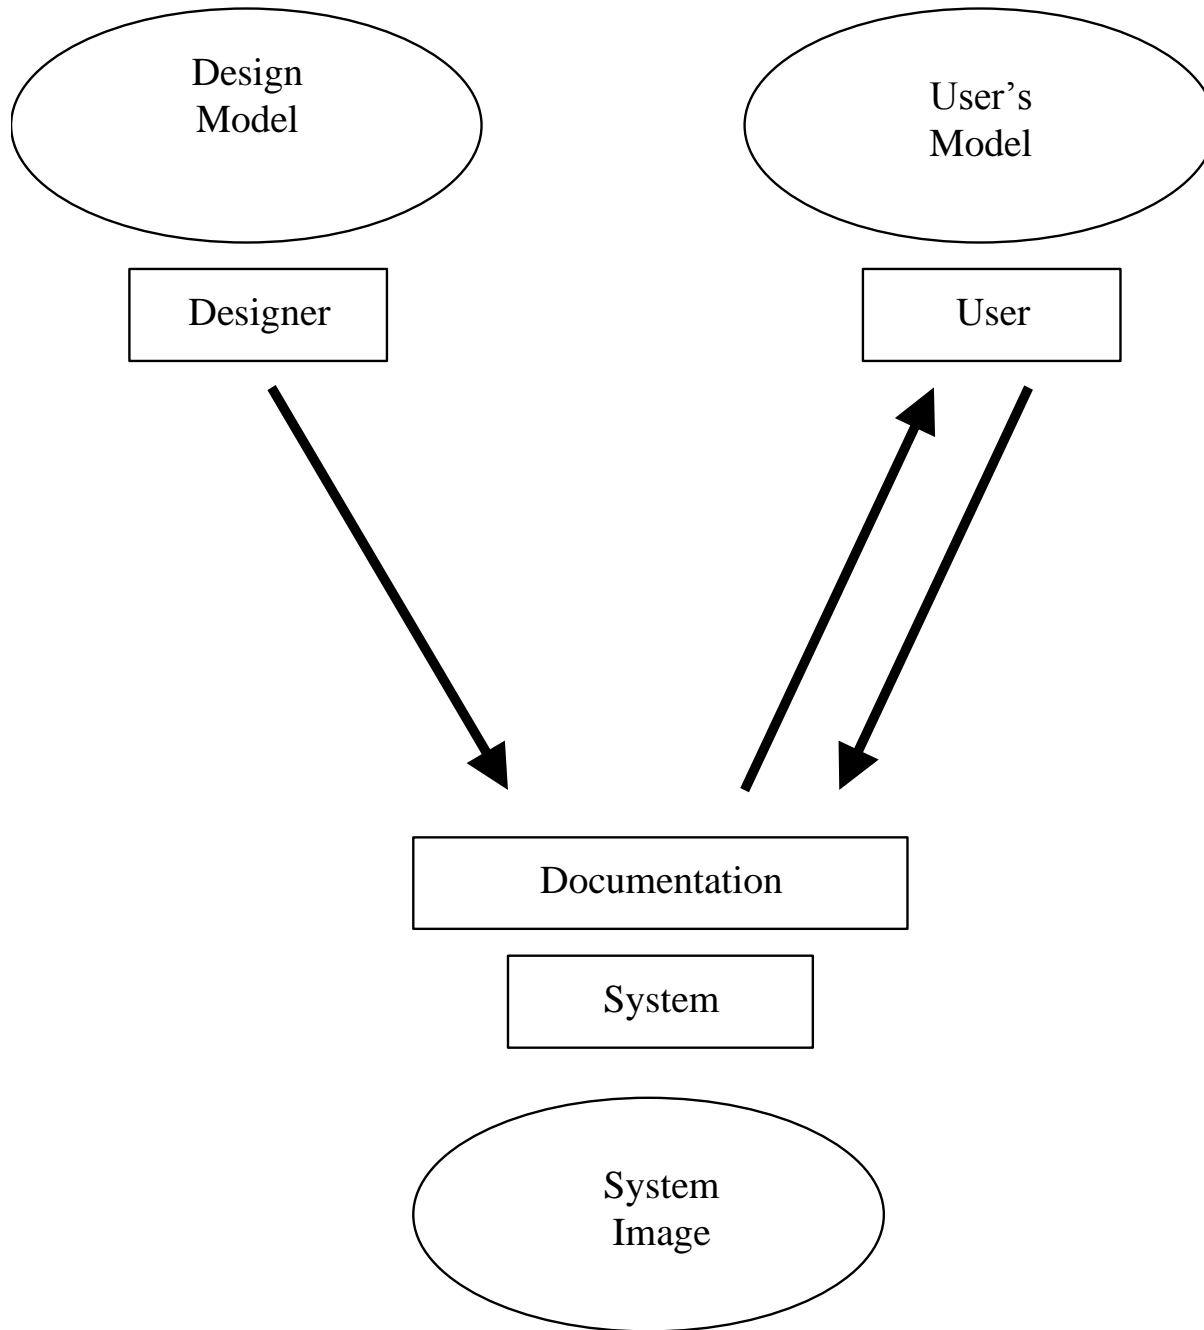 Design
Model
User’s
Model
Designer
User
Documentation
System
System
Image